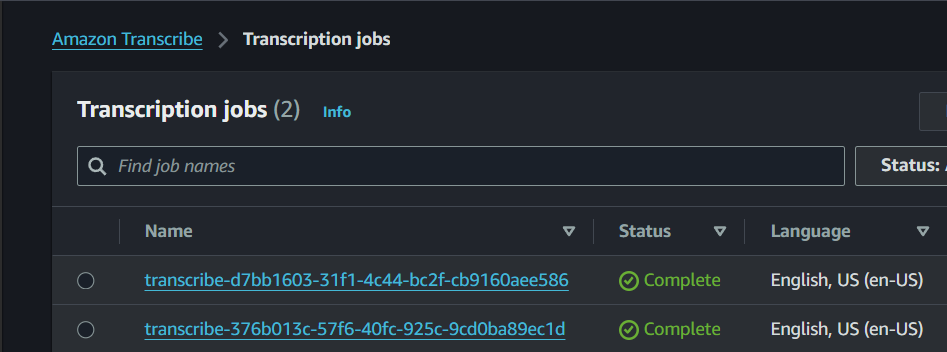 Amazon Transcribe > Transcription jobs
Transcription jobs (2) Info
Find job names
Status:
Name Status Language
transcribe-d7bb1603-31f1-4c44-bc2f-cb9160aee586 Complete English, US (en-US)
transcribe-376b013c-57f6-40fc-925c-9cd0ba89ec1d Complete English, US (en-US)